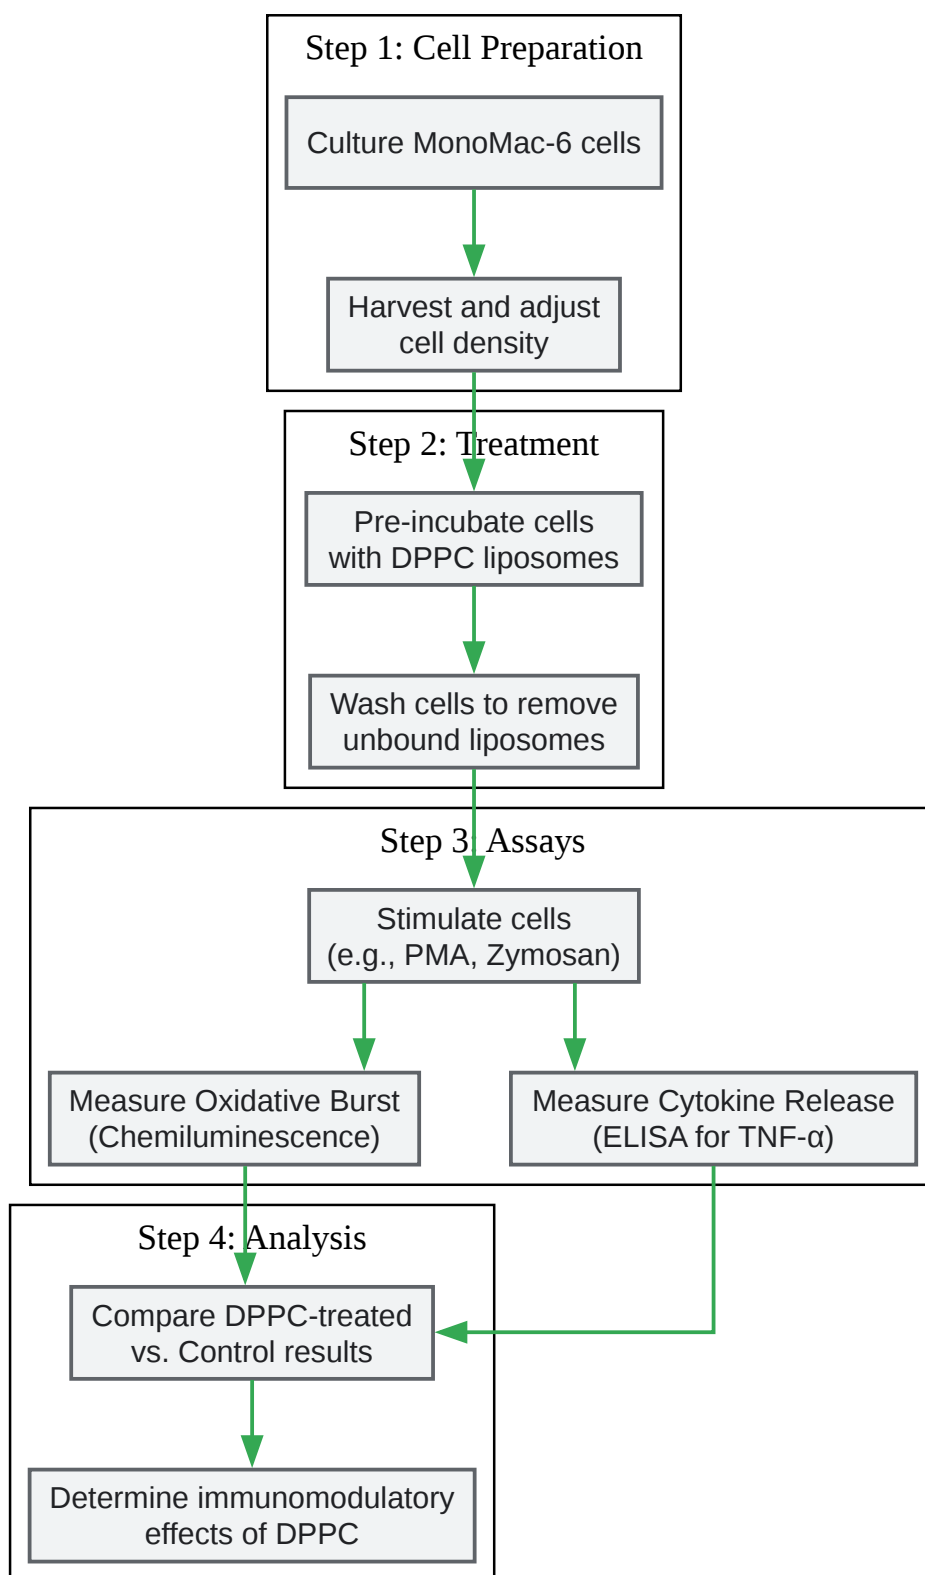 Step 1: Cell Preparation
Culture MonoMac-6 cells
Harvest and adjust
cell density
Step 2: Treatment
Pre-incubate cells
with DPPC liposomes
Wash cells to remove
unbound liposomes
Step 3: Assays
Stimulate cells
(e.g., PMA, Zymosan)
Measure Oxidative Burst
(Chemiluminescence)
Measure Cytokine Release
(ELISA for TNF-α)
Step 4: Analysis
Compare DPPC-treated
vs. Control results
Determine immunomodulatory
effects of DPPC